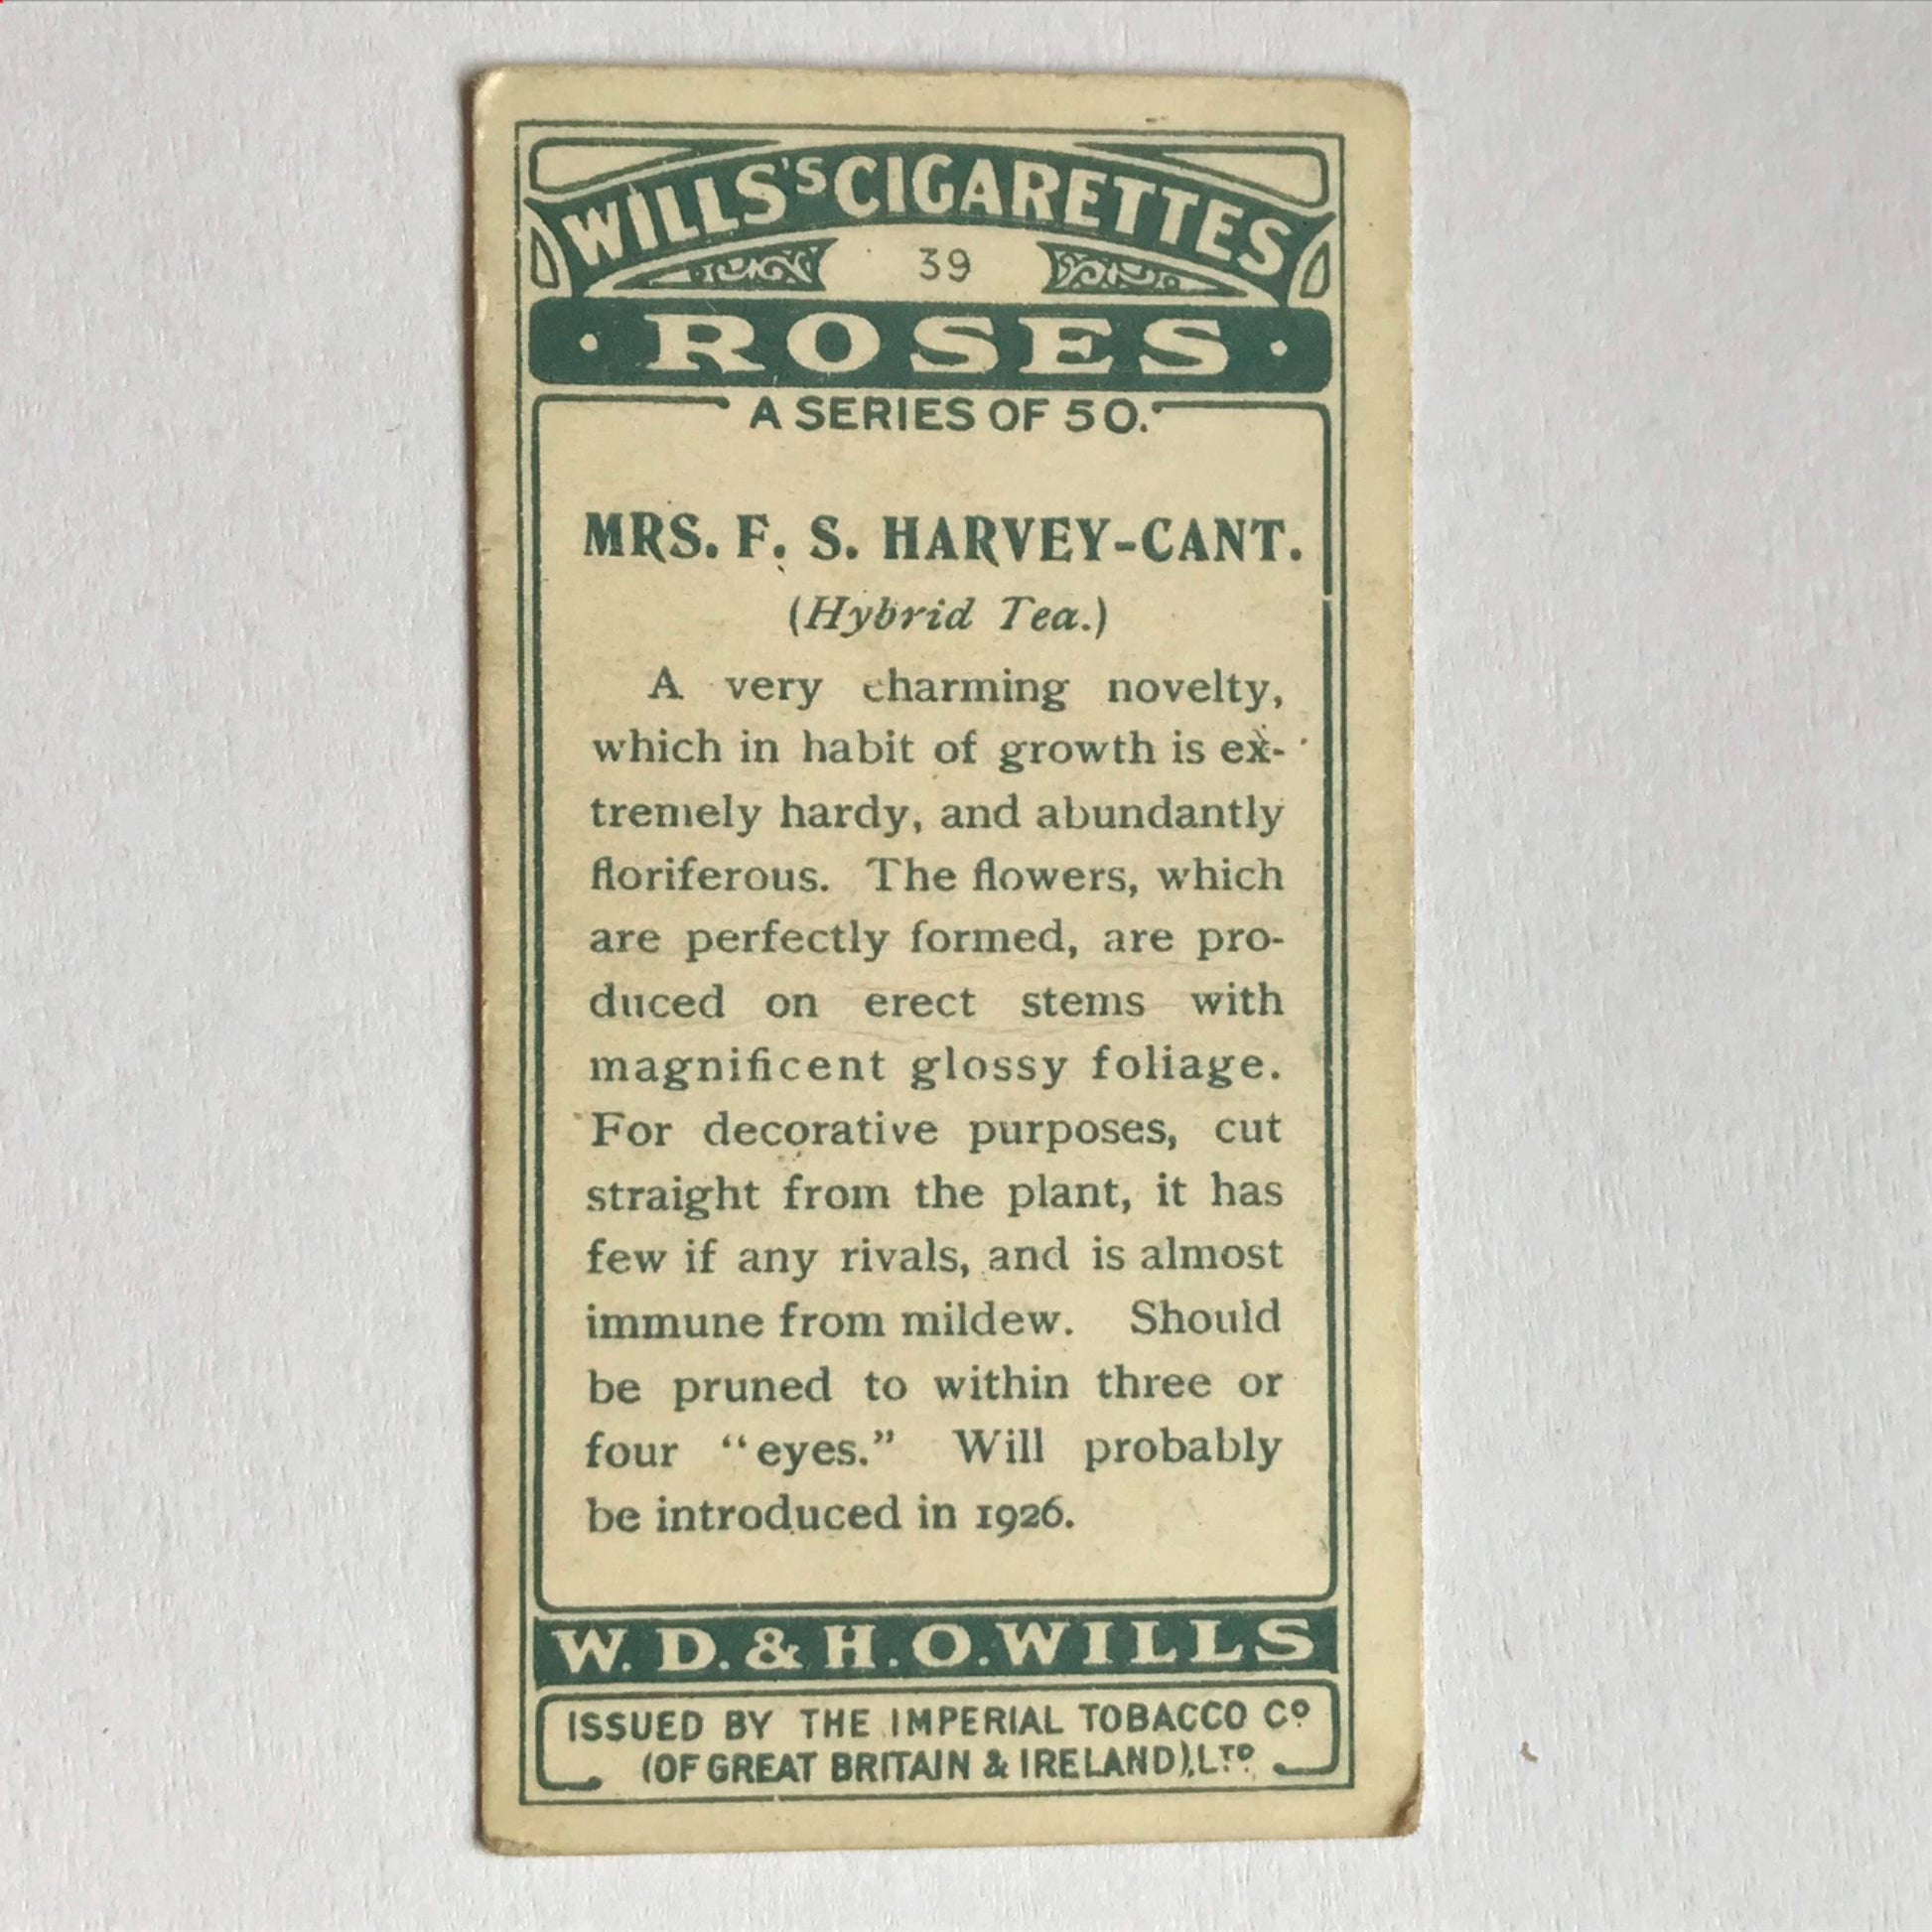 WILLS'S CIGARETTES
39
· ROSES ·
A SERIES OF 50.
MRS. F. S. HARVEY-CANT.
(Hybrid Tea.)
A very charming novelty,
which in habit of growth is ex-
tremely hardy, and abundantly
floriferous. The flowers, which
are perfectly formed, are pro-
duced on erect stems with
magnificent glossy foliage.
For decorative purposes, cut
straight from the plant, it has
few if any rivals, and is almost
immune from mildew. Should
be pruned to within three or
four “eyes.” Will probably
be introduced in 1926.
W. D. & H. O. WILLS
ISSUED BY THE IMPERIAL TOBACCO Cº
(OF GREAT BRITAIN & IRELAND), LTD.